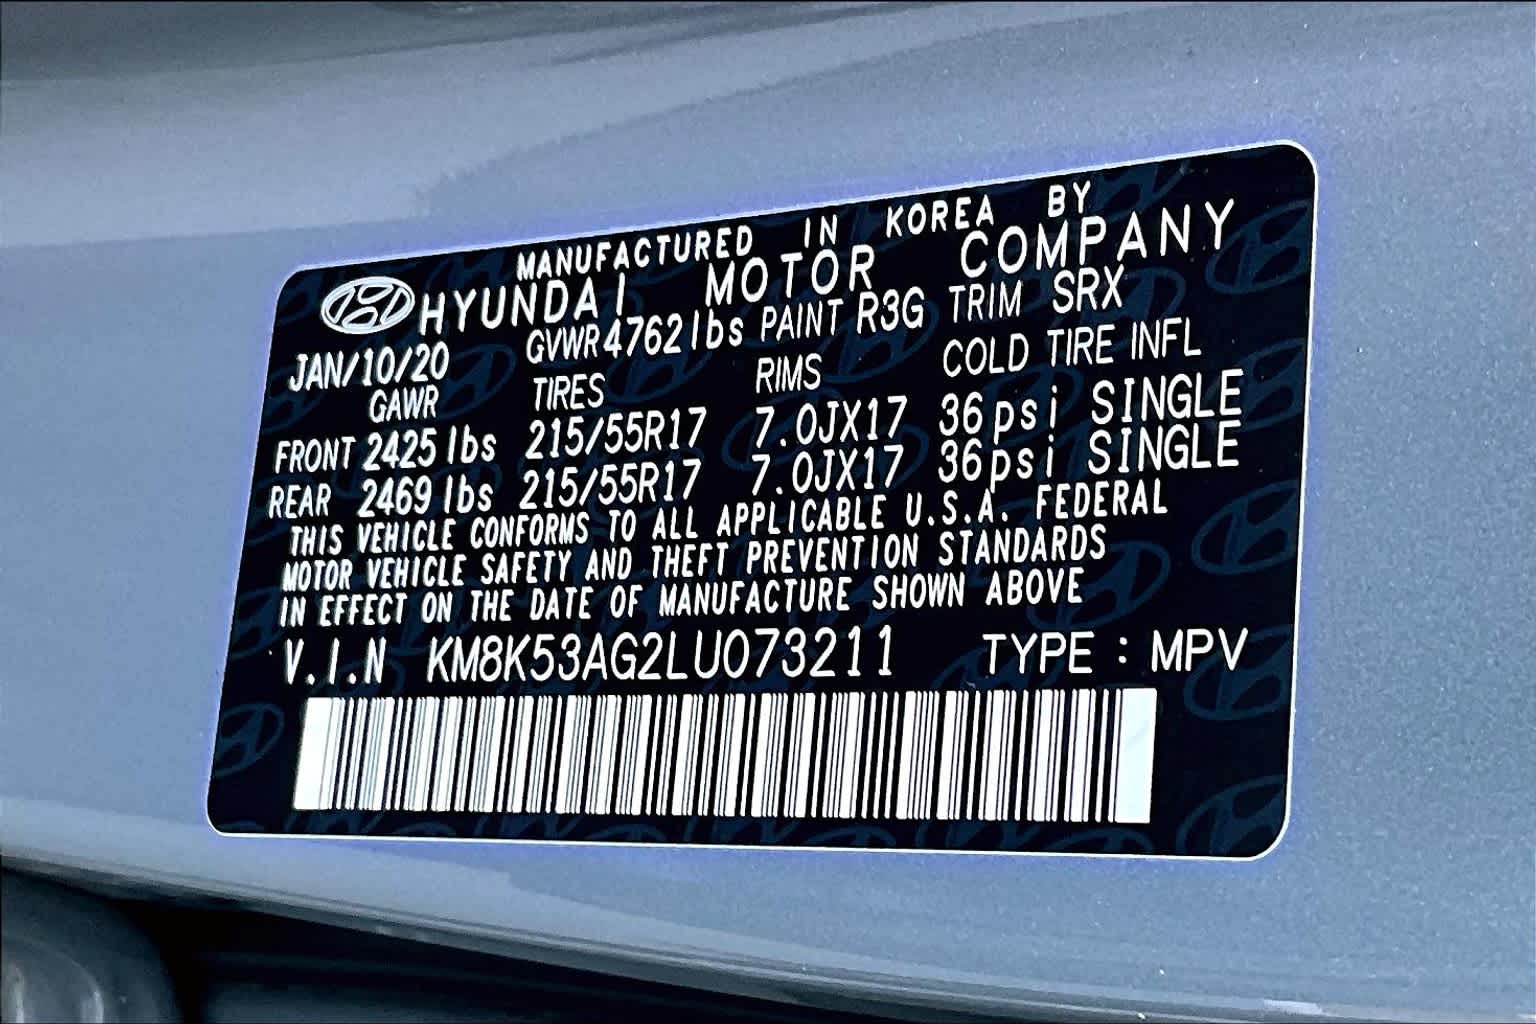 MANUFACTURED IN KOREA BY
HYUNDAI MOTOR COMPANY
JAN/10/20 GVWR 4762 lbs PAINT R3G TRIM SRX
GAWR TIRES RIMS COLD TIRE INFL
FRONT 2425 lbs 215/55R17 7.0JX17 36psi SINGLE
REAR 2469 lbs 215/55R17 7.0JX17 36psi SINGLE
THIS VEHICLE CONFORMS TO ALL APPLICABLE U.S.A. FEDERAL
MOTOR VEHICLE SAFETY AND THEFT PREVENTION STANDARDS
IN EFFECT ON THE DATE OF MANUFACTURE SHOWN ABOVE
V.I.N KM8K53AG2LU073211 TYPE : MPV